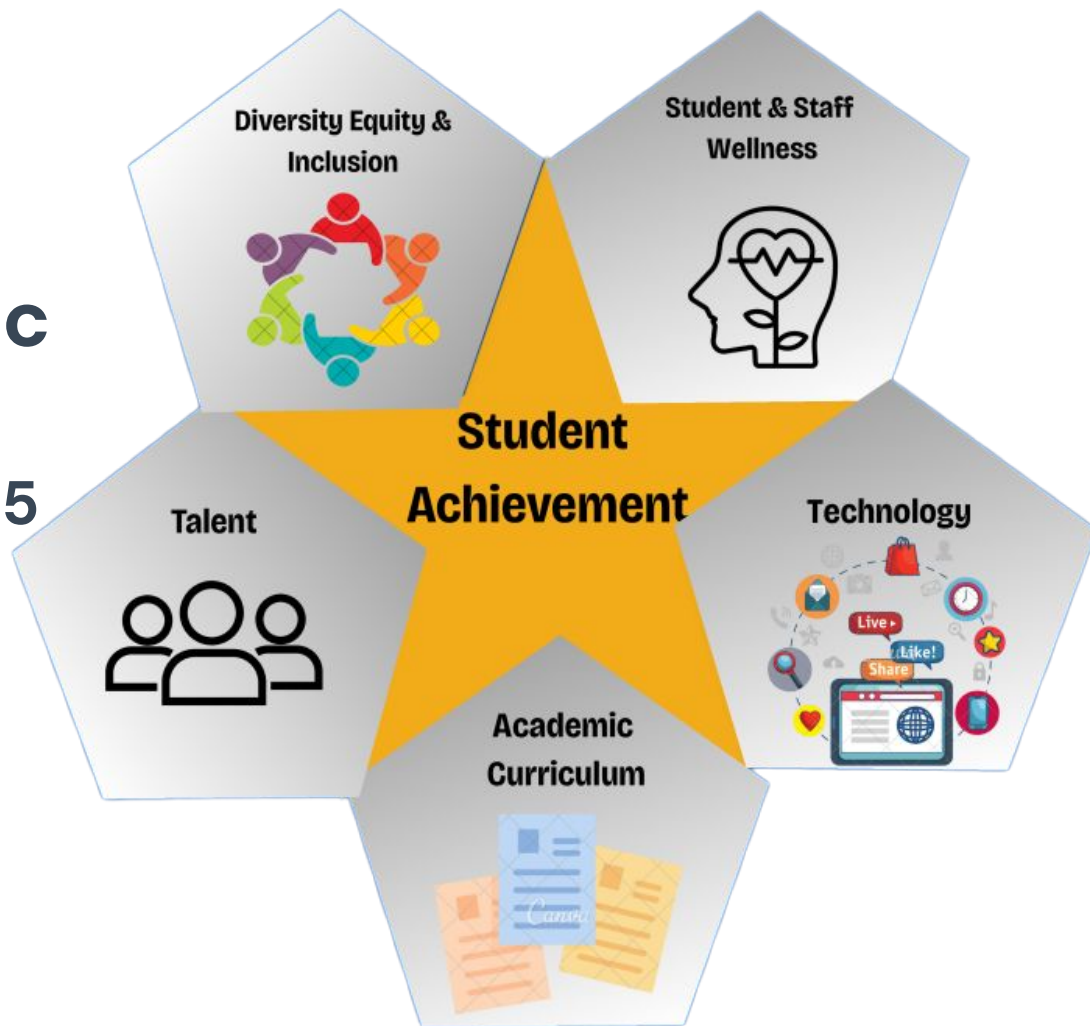 Diversity Equity &
Inclusion
Student & Staff
Wellness
C
Student
Achievement
5
Talent
Technology
Live
Like!
Share
Academic
Curriculum
Canva